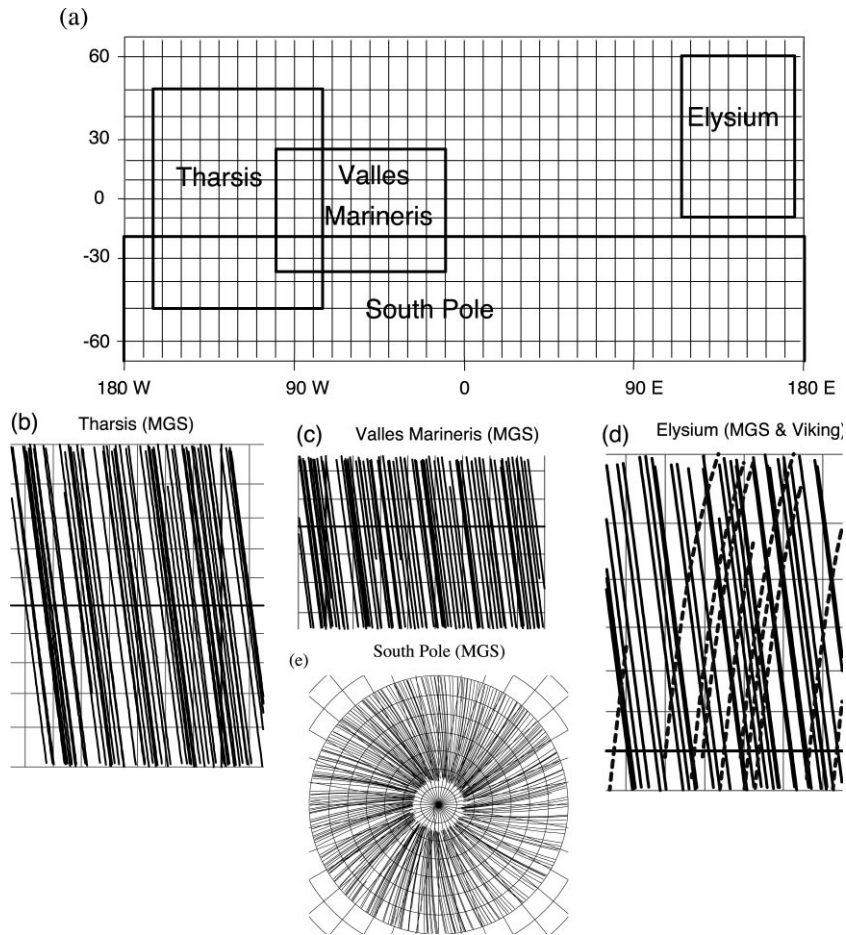 (a)
60
30
0
-30
-60
Elysium
Tharsis
Valles
Marineris
South Pole
180 W
90 W
0
90 E
180 E
(b)
Tharsis (MGS)
(c)
Valles Marineris (MGS)
(d)
Elysium (MGS & Viking)
(e)
South Pole (MGS)